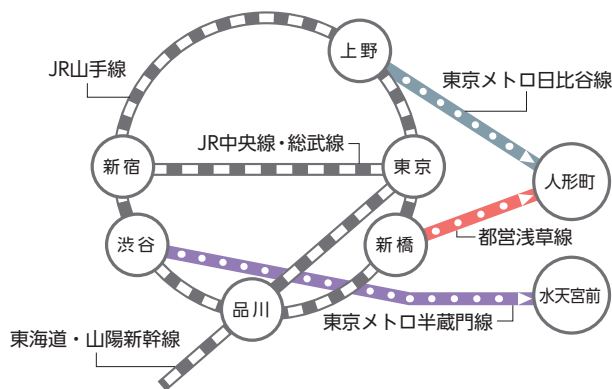 上野
JR山手線
東京メトロ日比谷線
JR中央線・総武線
新宿
東京
人形町
渋谷
新橋
都営浅草線
品川
水天宮前
東京メトロ半蔵門線
東海道・山陽新幹線